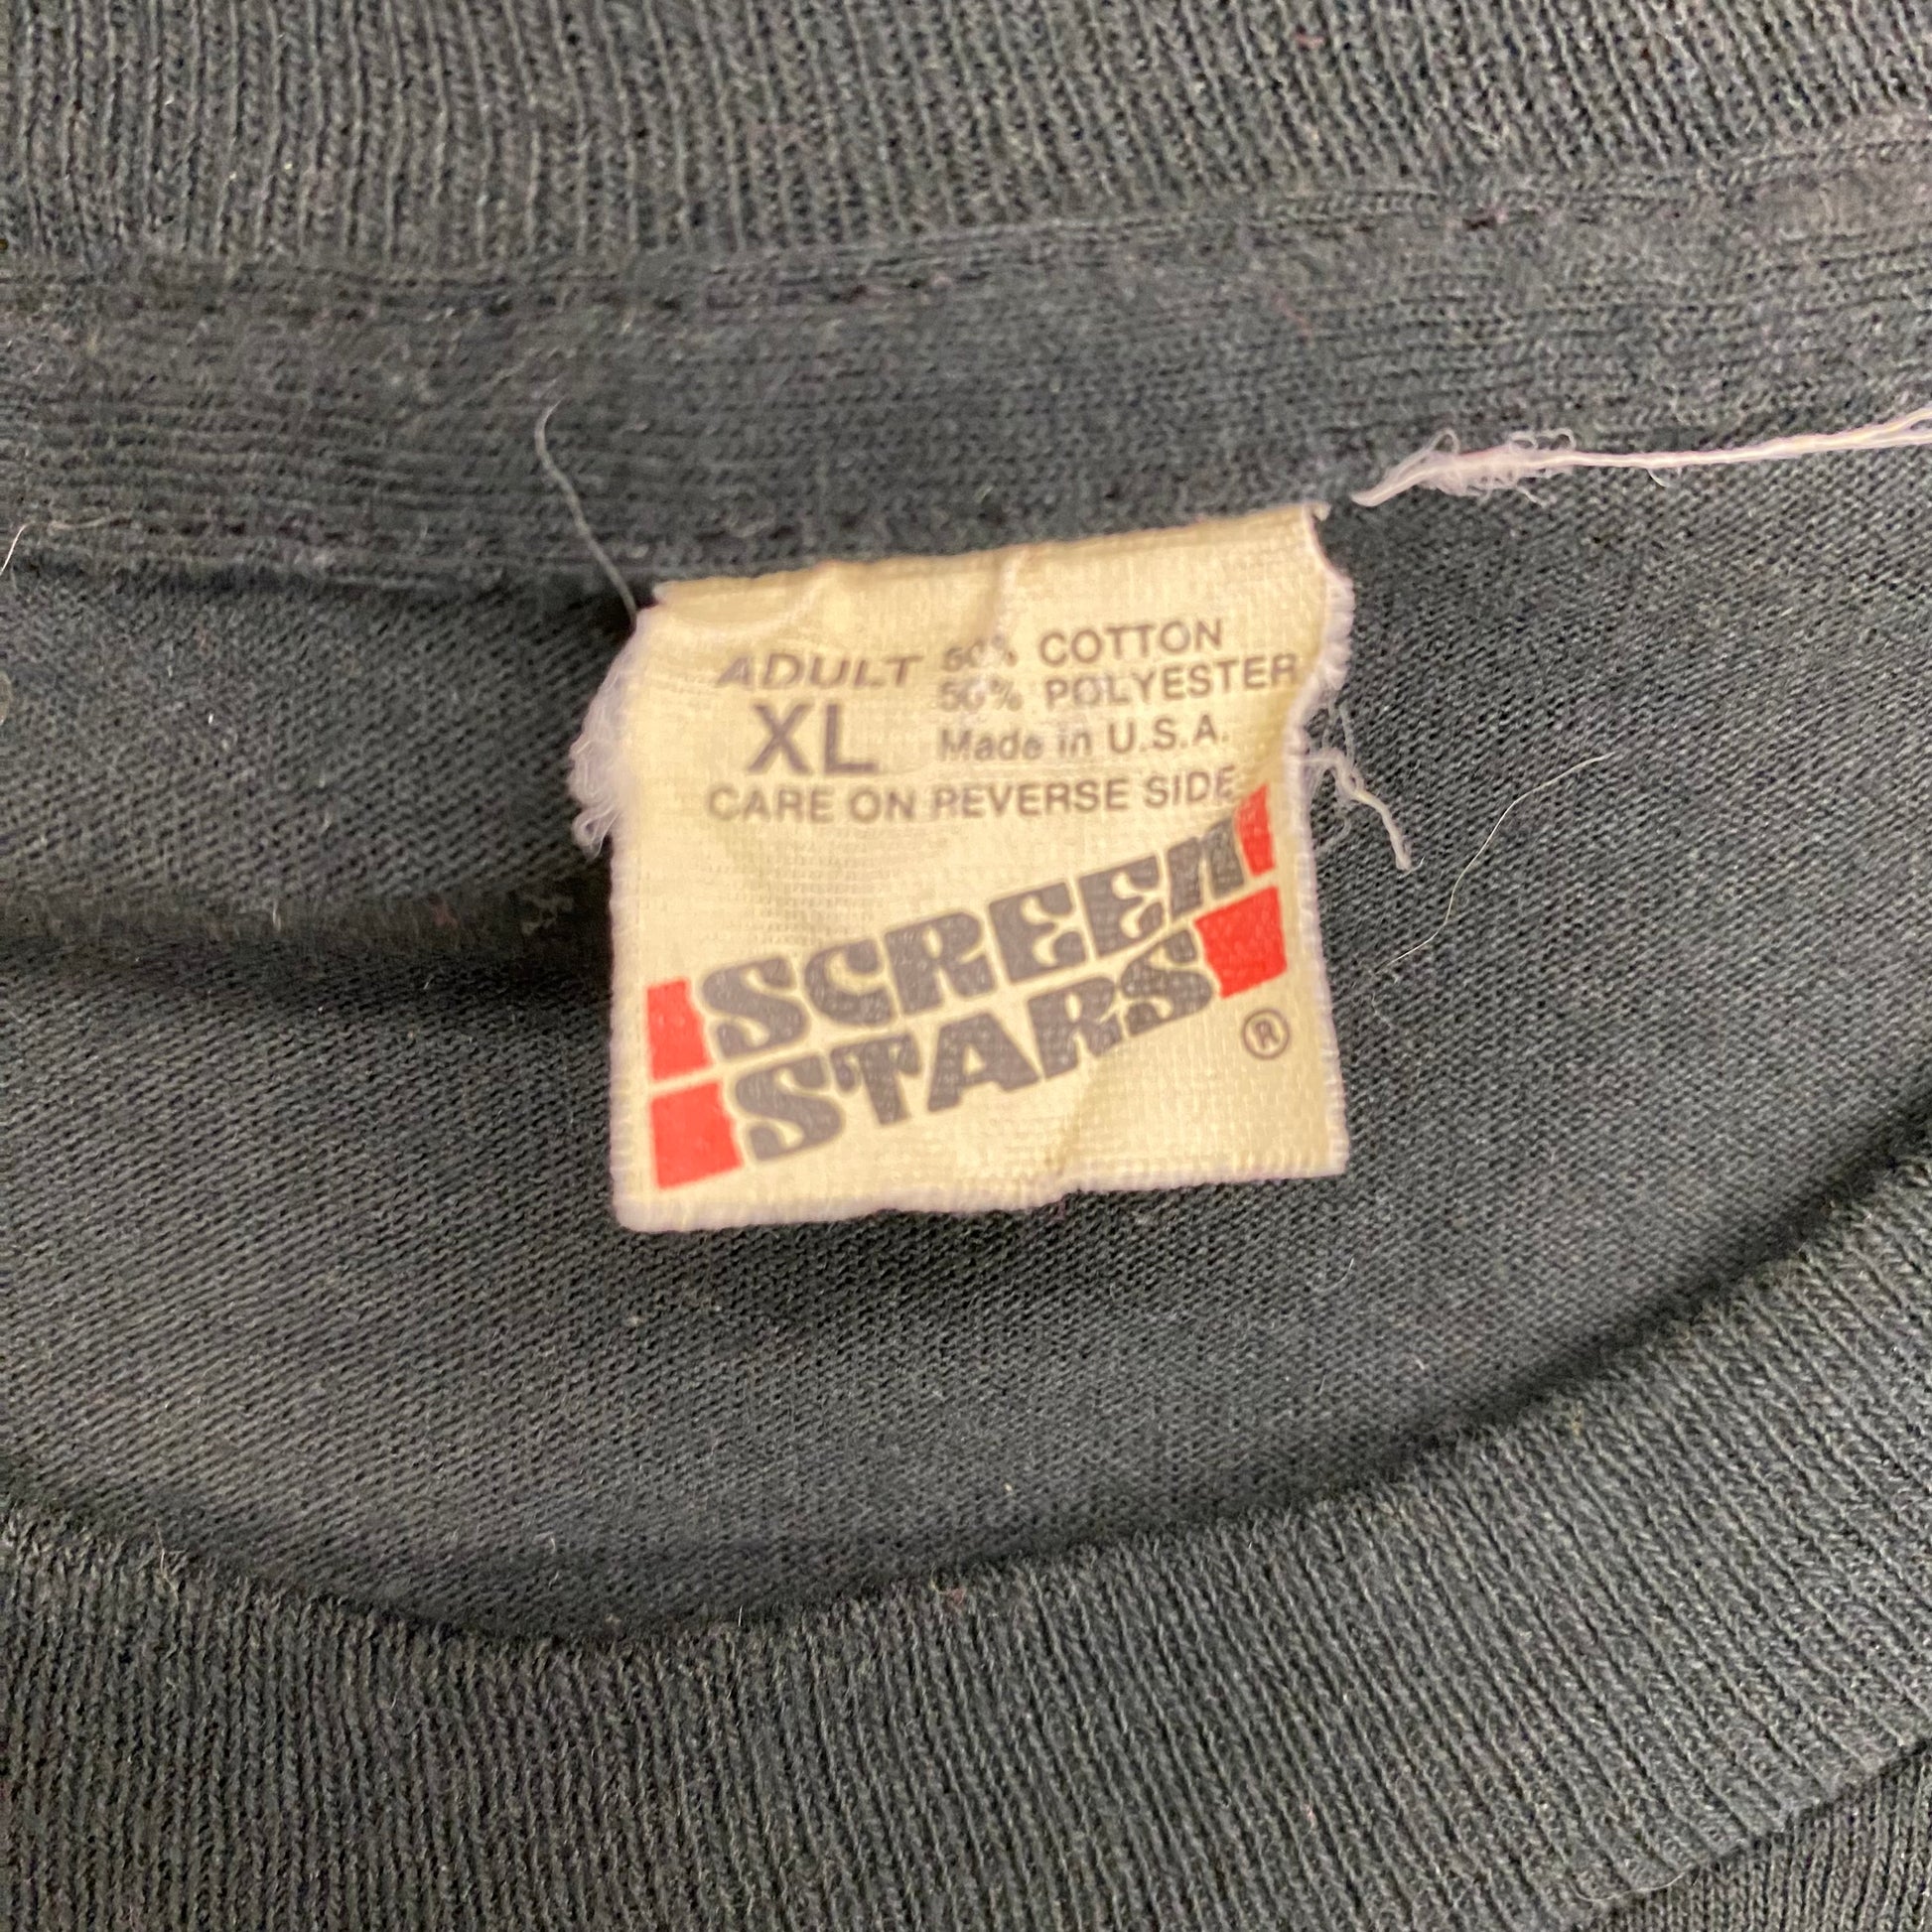 ADULT 50% COTTON
XL 50% POLYESTER
Made in U.S.A.
CARE ON REVERSE SIDE
SCREEN
STARS
®